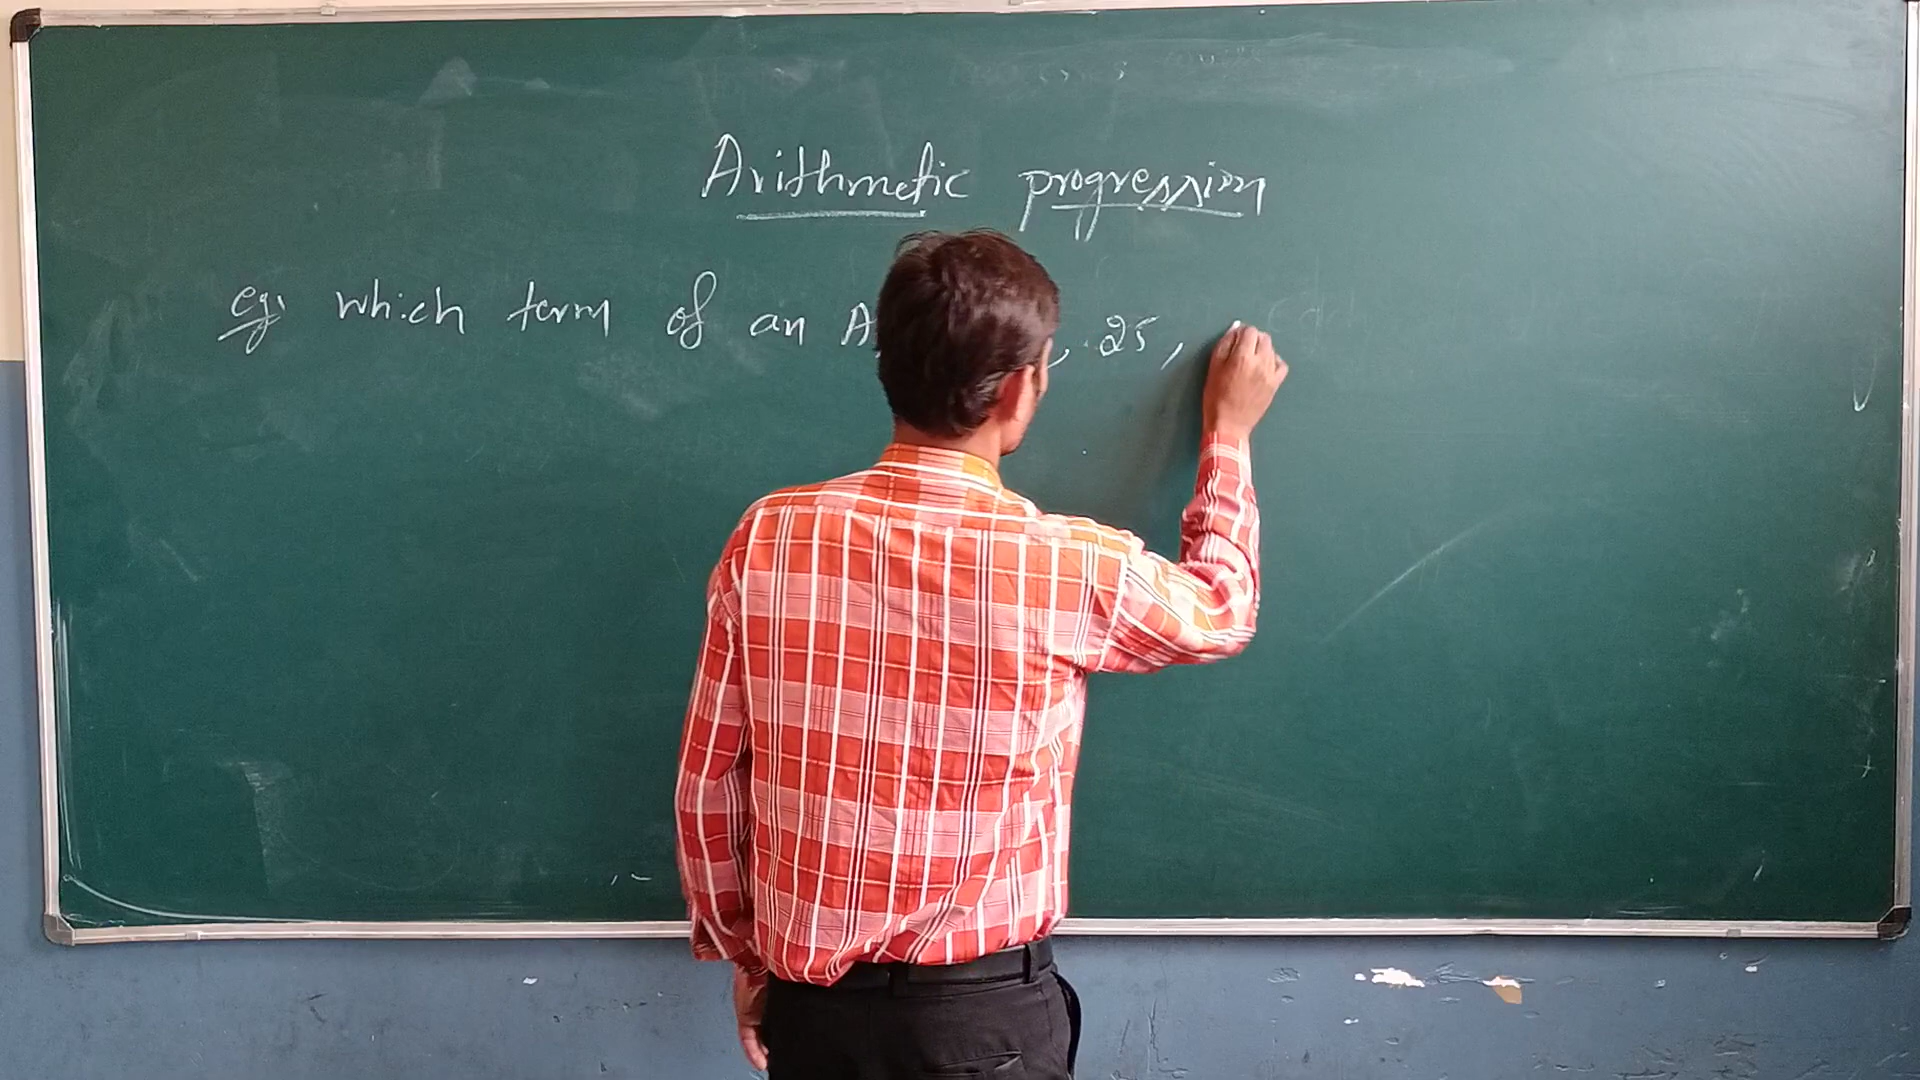 Arithmetic progression
eg: which term of an A 25,